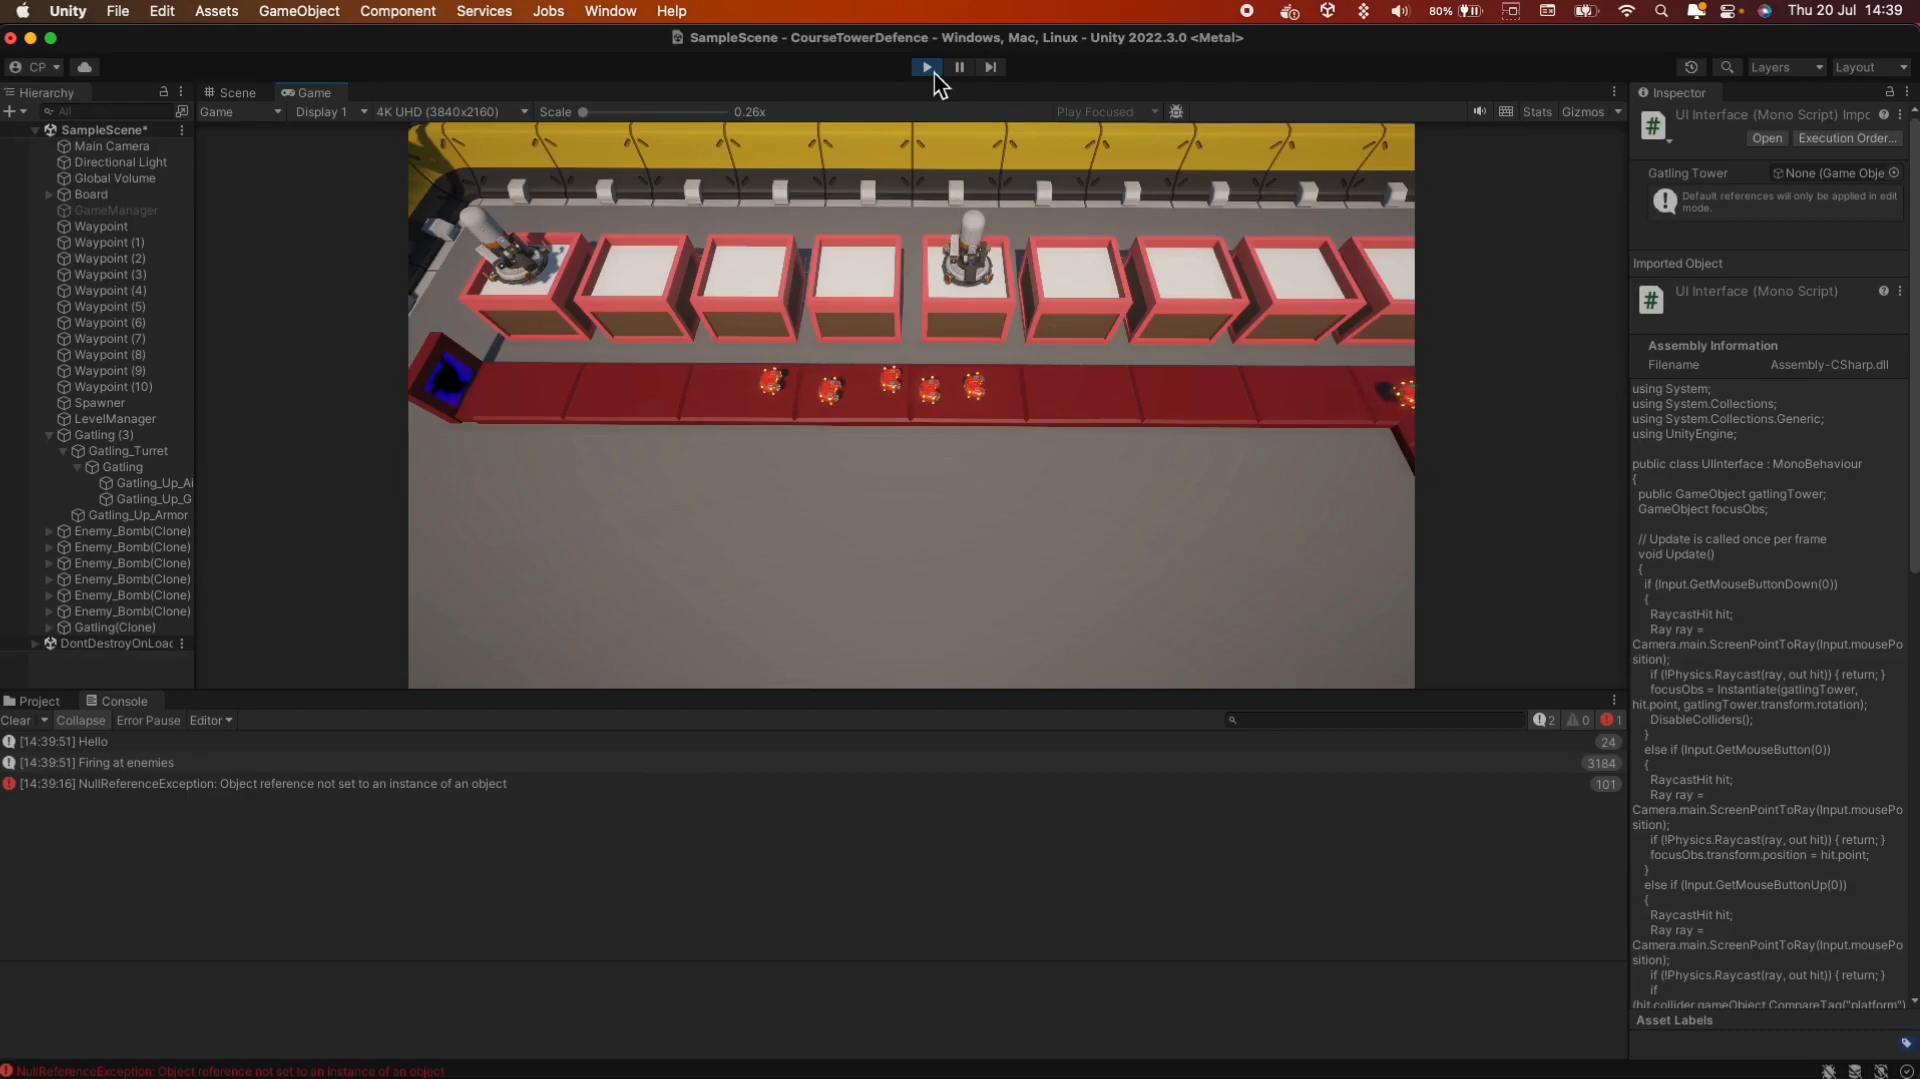 Unity File Edit Assets GameObject Component Services Jobs Window Help 80% Thu 20 Jul 14:39
SampleScene - CourseTowerDefence - Windows, Mac, Linux - Unity 2022.3.0 <Metal>
CP Layers Layout
Hierarchy Scene Game Inspector
All Game Display 1 4K UHD (3840x2160) Scale 0.26x Play Focused Stats Gizmos
SampleScene*
Main Camera
Directional Light
Global Volume
Board
GameManager
Waypoint
Waypoint (1)
Waypoint (2)
Waypoint (3)
Waypoint (4)
Waypoint (5)
Waypoint (6)
Waypoint (7)
Waypoint (8)
Waypoint (9)
Waypoint (10)
Spawner
LevelManager
Gatling (3)
Gatling_Turret
Gatling
Gatling_Up_Ai
Gatling_Up_G
Gatling_Up_Armor
Enemy_Bomb(Clone)
Enemy_Bomb(Clone)
Enemy_Bomb(Clone)
Enemy_Bomb(Clone)
Enemy_Bomb(Clone)
Enemy_Bomb(Clone)
Gatling(Clone)
DontDestroyOnLoad
UI Interface (Mono Script) Impc
Open Execution Order...
Gatling Tower None (Game Obje
Default references will only be applied in edit
mode.
Imported Object
UI Interface (Mono Script)
Assembly Information
Filename Assembly-CSharp.dll
using System;
using System.Collections;
using System.Collections.Generic;
using UnityEngine;
public class UIInterface : MonoBehaviour
{
public GameObject gatlingTower;
GameObject focusObs;
// Update is called once per frame
void Update()
{
if (Input.GetMouseButtonDown(0))
{
RaycastHit hit;
Ray ray =
Camera.main.ScreenPointToRay(Input.mousePo
sition);
if (!Physics.Raycast(ray, out hit)) { return; }
focusObs = Instantiate(gatlingTower,
hit.point, gatlingTower.transform.rotation);
DisableColliders();
}
else if (Input.GetMouseButton(0))
{
RaycastHit hit;
Ray ray =
Camera.main.ScreenPointToRay(Input.mousePo
sition);
if (!Physics.Raycast(ray, out hit)) { return; }
focusObs.transform.position = hit.point;
}
else if (Input.GetMouseButtonUp(0))
{
RaycastHit hit;
Ray ray =
Camera.main.ScreenPointToRay(Input.mousePo
sition);
if (!Physics.Raycast(ray, out hit)) { return; }
if
(hit.collider.gameObject.CompareTag("platform")
Asset Labels
Project Console
Clear Collapse Error Pause Editor 2 0 1
[14:39:51] Hello 24
[14:39:51] Firing at enemies 3184
[14:39:16] NullReferenceException: Object reference not set to an instance of an object 101
NullReferenceException: Object reference not set to an instance of an object